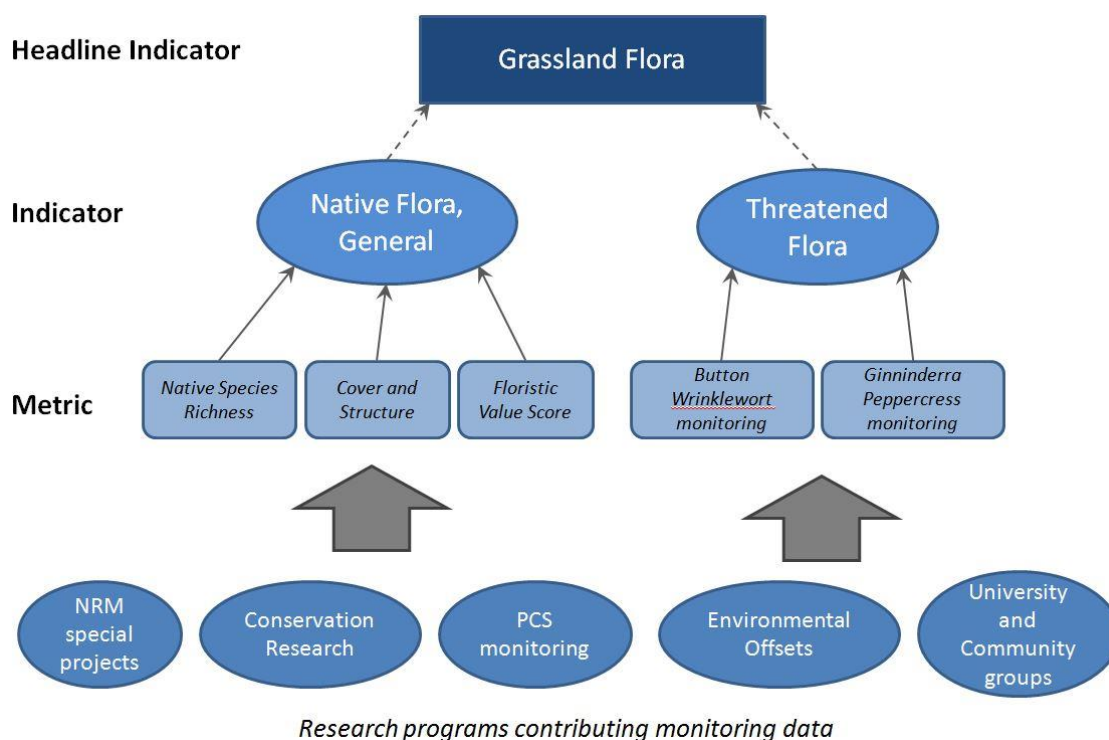 Headline Indicator
Grassland Flora
Indicator
Native Flora,
General
Threatened
Flora
Metric
Native Species
Richness
Cover and
Structure
Floristic
Value Score
Button
Wrinklewort
monitoring
Ginninderra
Peppercress
monitoring
NRM
special
projects
Conservation
Research
PCS
monitoring
Environmental
Offsets
University
and
Community
groups
Research programs contributing monitoring data